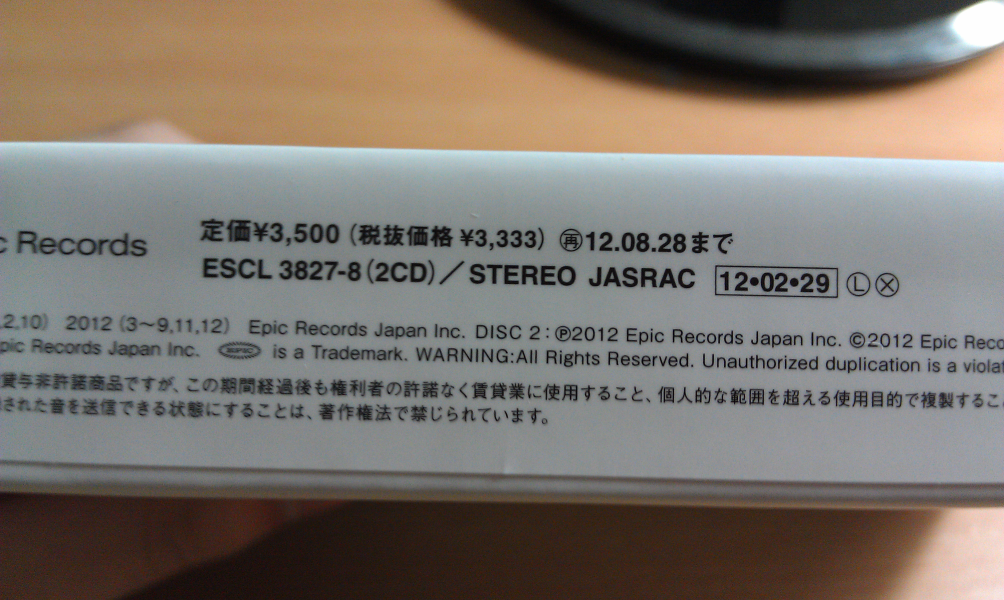 c Records
定価¥3,500（税抜価格 ¥3,333）㊢12.08.28まで
ESCL 3827-8（2CD）／STEREO JASRAC 12•02•29 Ⓛ Ⓧ
,2,10） 2012（3〜9,11,12） Epic Records Japan Inc. DISC 2：℗2012 Epic Records Japan Inc. ©2012 Epic Reco
pic Records Japan Inc. EPIC is a Trademark. WARNING:All Rights Reserved. Unauthorized duplication is a violat
貸与非許諾商品ですが、この期間経過後も権利者の許諾なく賃貸業に使用すること、個人的な範囲を超える使用目的で複製するこ
された音を送信できる状態にすることは、著作権法で禁じられています。